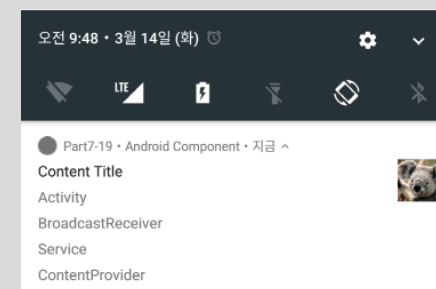 오전 9:48 • 3월 14일 (화)
LTE
Part7-19 • Android Component • 지금
Content Title
Activity
BroadcastReceiver
Service
ContentProvider